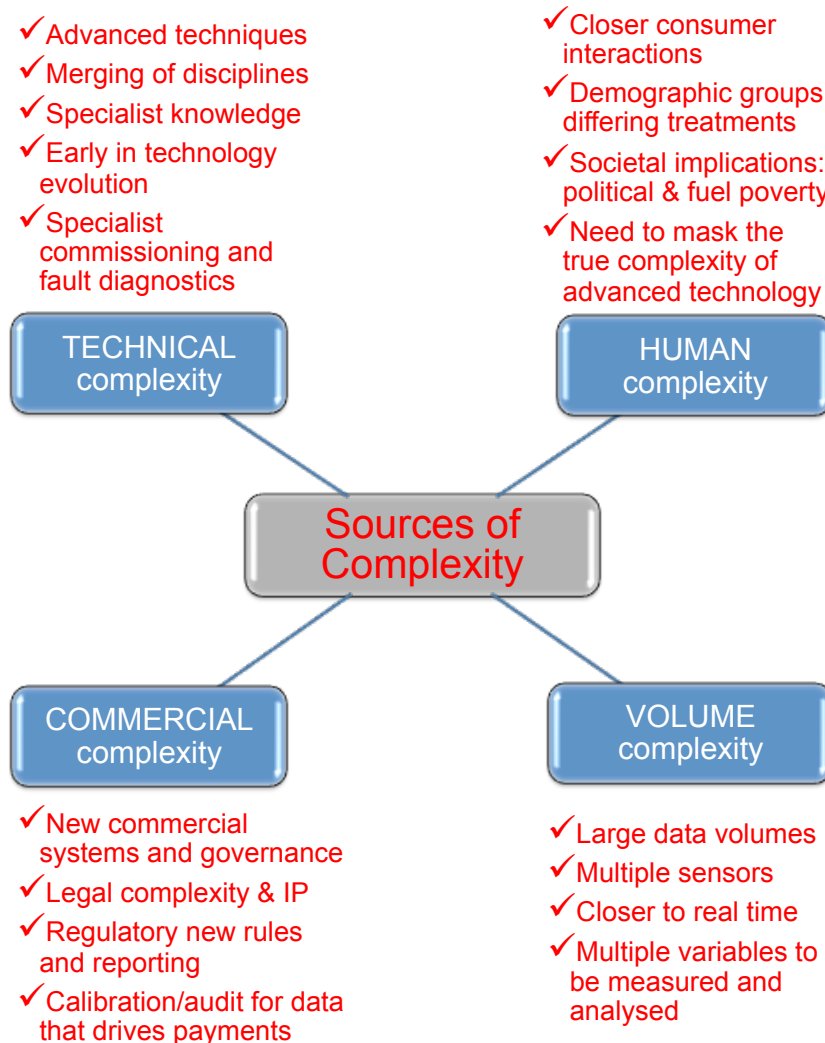 ✓Advanced techniques
✓Merging of disciplines
✓Specialist knowledge
✓Early in technology
evolution
✓Specialist
commissioning and
fault diagnostics
✓Closer consumer
interactions
✓Demographic groups
differing treatments
✓Societal implications:
political & fuel poverty
✓Need to mask the
true complexity of
advanced technology
TECHNICAL
complexity
HUMAN
complexity
Sources of
Complexity
COMMERCIAL
complexity
VOLUME
complexity
✓New commercial
systems and governance
✓Legal complexity & IP
✓Regulatory new rules
and reporting
✓Calibration/audit for data
that drives payments
✓Large data volumes
✓Multiple sensors
✓Closer to real time
✓Multiple variables to
be measured and
analysed